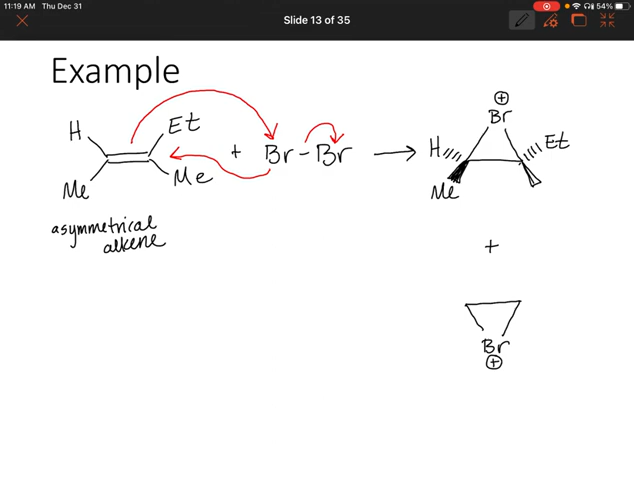 11:19 AM Thu Dec 31
54%
Slide 13 of 35
Example
H
Et
Me
Me
+
Br - Br
asymmetrical
alkene
+
Br
H
Et
Me
+
Br
+